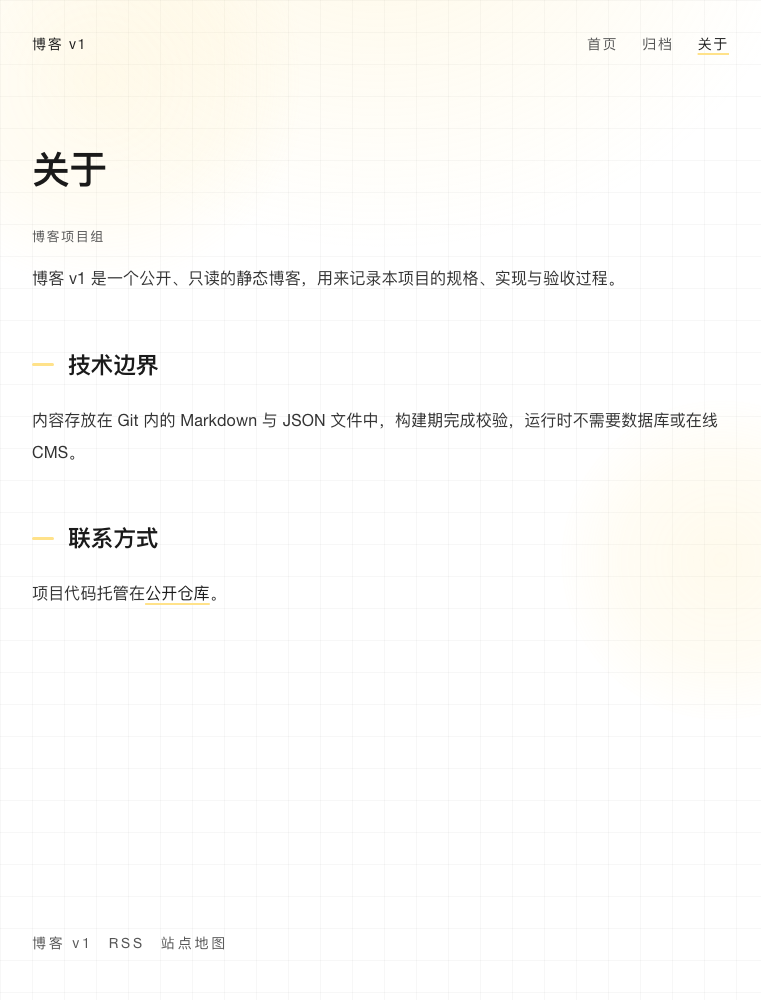 博客 v1
首页 归档 关于
关于
博客项目组
博客 v1 是一个公开、只读的静态博客，用来记录本项目的规格、实现与验收过程。
技术边界
内容存放在 Git 内的 Markdown 与 JSON 文件中，构建期完成校验，运行时不需要数据库或在线
CMS。
联系方式
项目代码托管在公开仓库。
博客 v1 RSS 站点地图